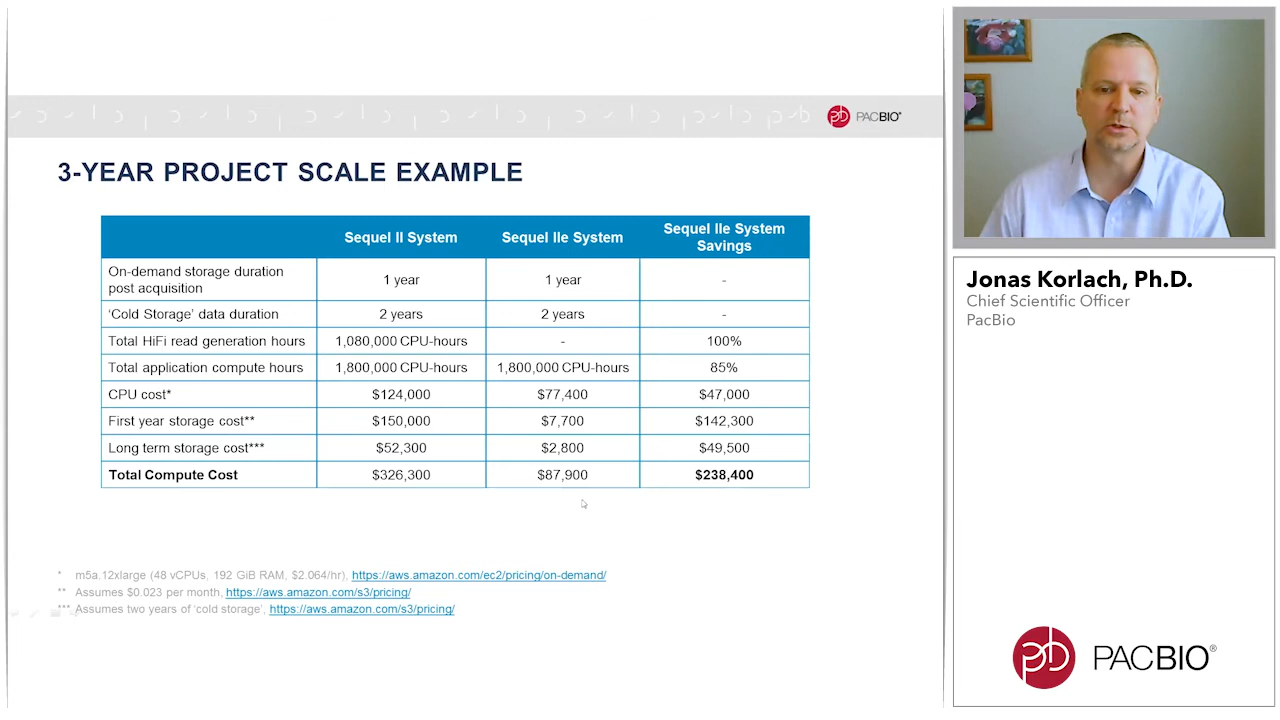 PACBIO®
3-YEAR PROJECT SCALE EXAMPLE
Sequel II System
Sequel IIe System
Sequel IIe System
Savings
On-demand storage duration
post acquisition
1 year
1 year
-
‘Cold Storage’ data duration
2 years
2 years
-
Total HiFi read generation hours
1,080,000 CPU-hours
-
100%
Total application compute hours
1,800,000 CPU-hours
1,800,000 CPU-hours
85%
CPU cost*
$124,000
$77,400
$47,000
First year storage cost**
$150,000
$7,700
$142,300
Long term storage cost***
$52,300
$2,800
$49,500
Total Compute Cost
$326,300
$87,900
$238,400
* m5a.12xlarge (48 vCPUs, 192 GiB RAM, $2.064/hr), https://aws.amazon.com/ec2/pricing/on-demand/
** Assumes $0.023 per month, https://aws.amazon.com/s3/pricing/
*** Assumes two years of ‘cold storage’, https://aws.amazon.com/s3/pricing/
Jonas Korlach, Ph.D.
Chief Scientific Officer
PacBio
PACBIO®